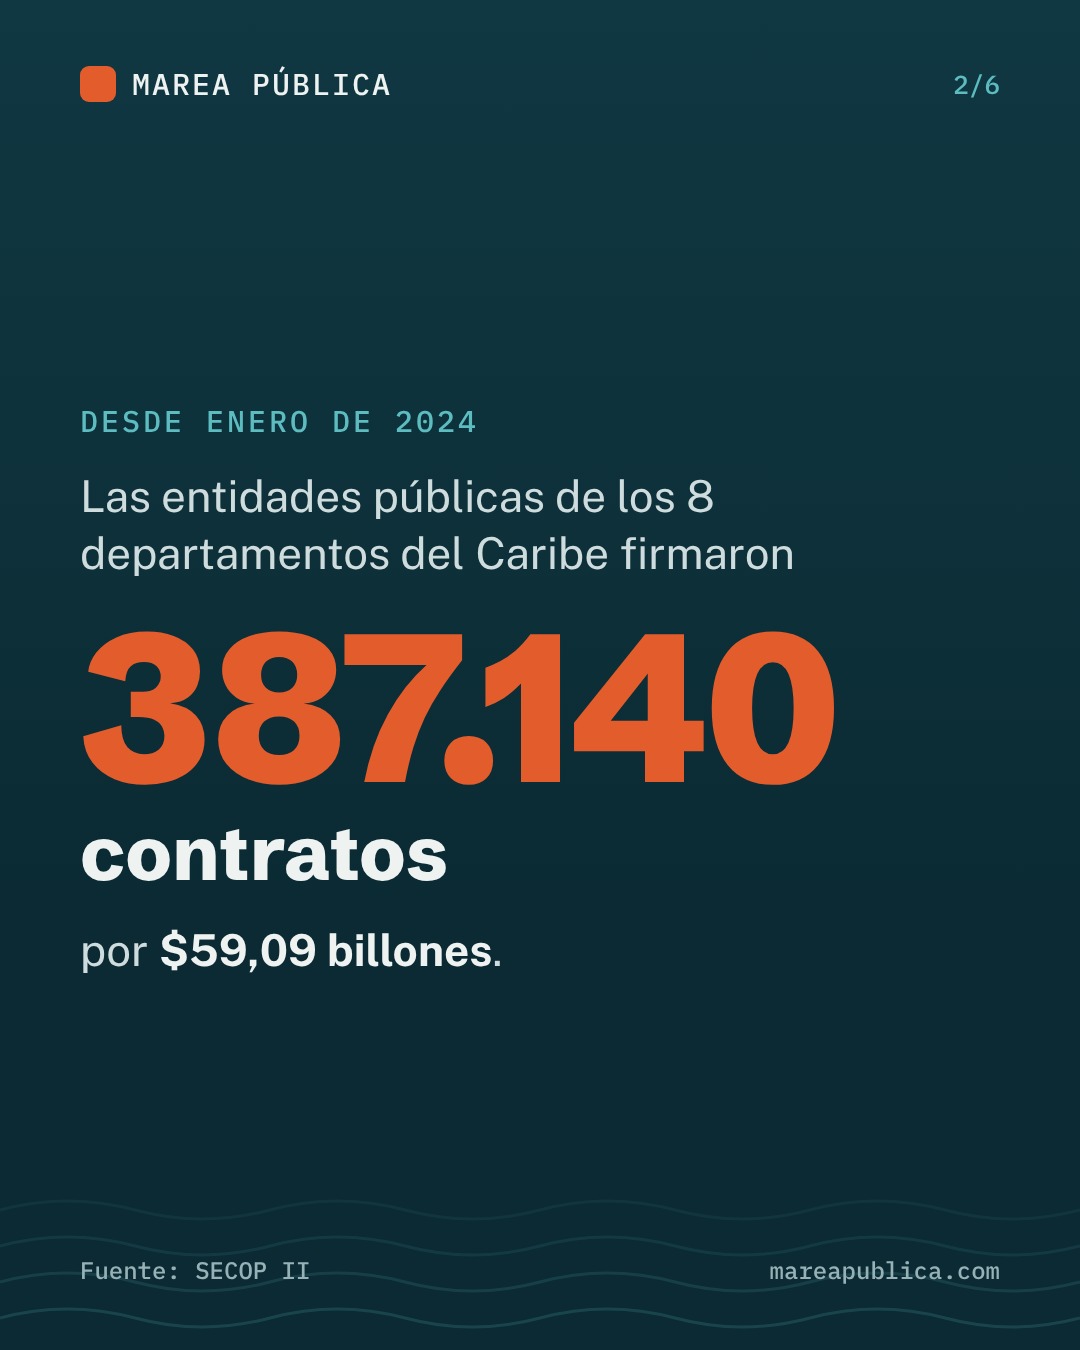 MAREA PÚBLICA
2/6
DESDE ENERO DE 2024
Las entidades públicas de los 8
departamentos del Caribe firmaron
387.140
contratos
por $59,09 billones.
Fuente: SECOP II
mareapublica.com